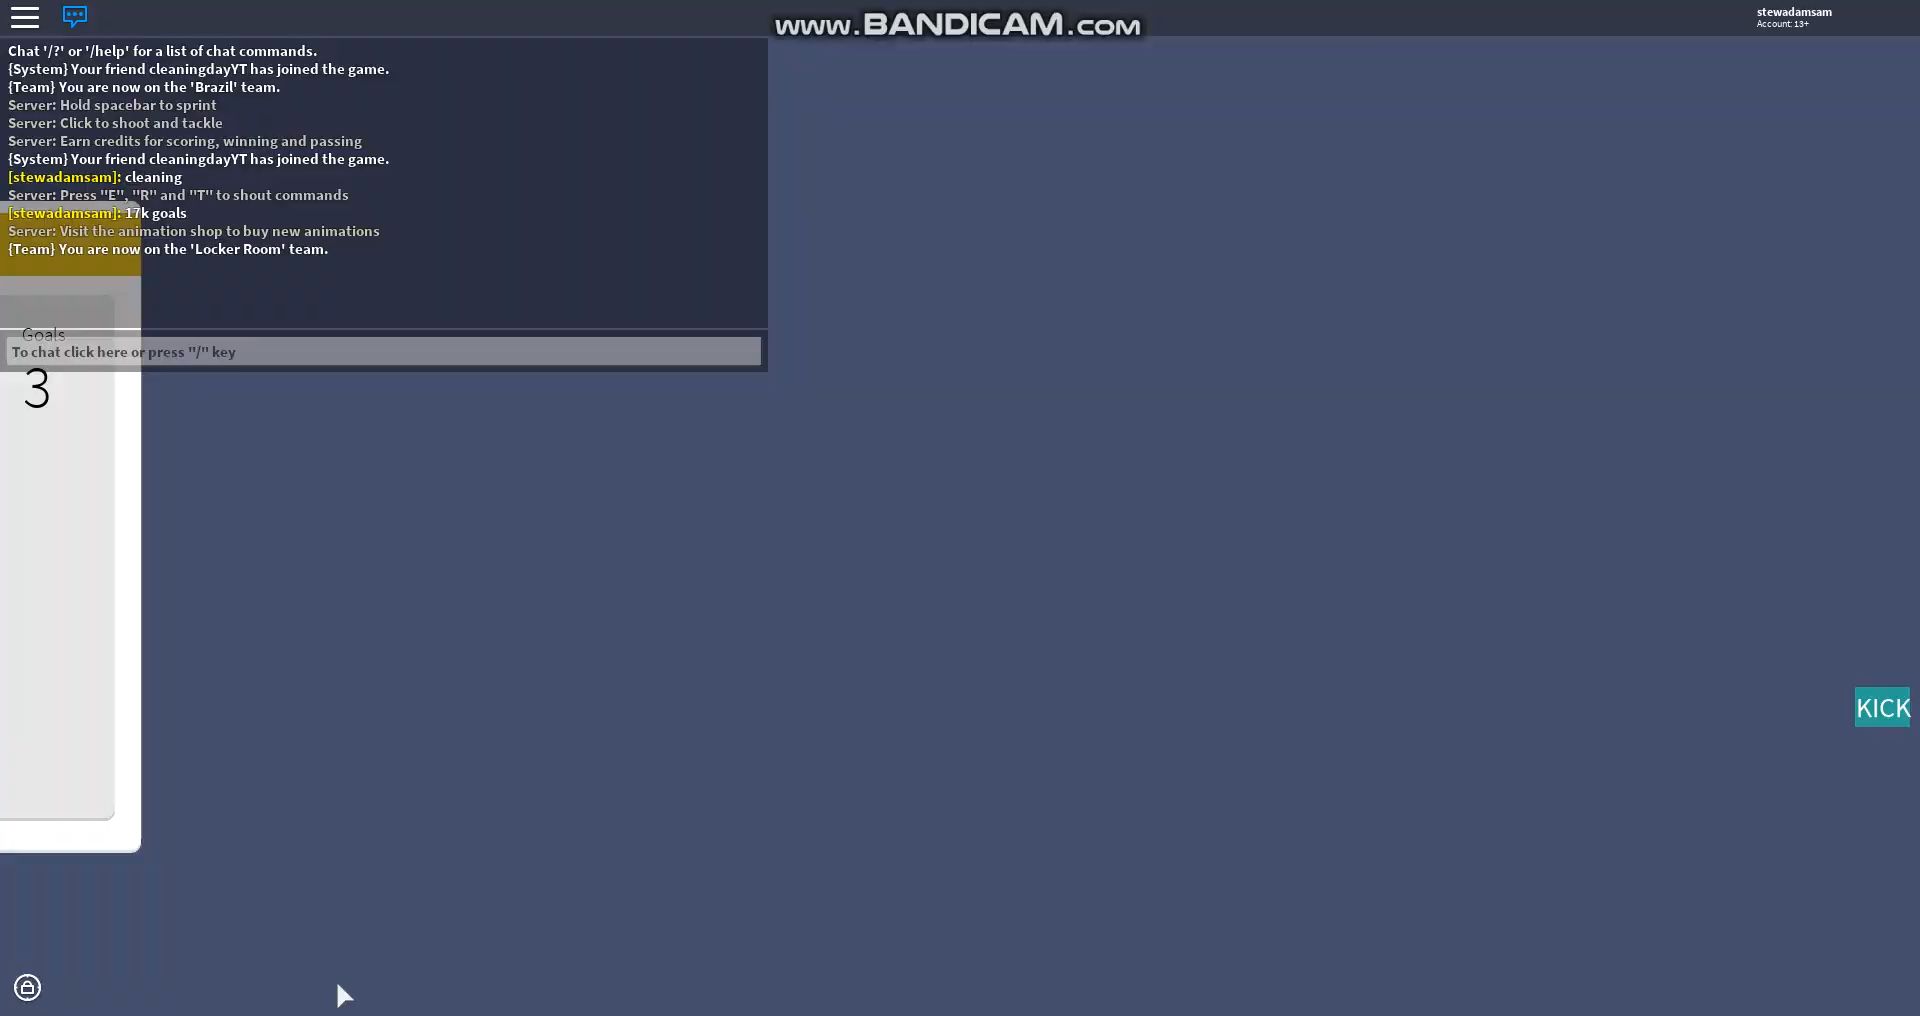 www.BANDICAM.com
stewadamsam
Account: 13+
Chat '/?' or '/help' for a list of chat commands.
{System} Your friend cleaningdayYT has joined the game.
{Team} You are now on the 'Brazil' team.
Server: Hold spacebar to sprint
Server: Click to shoot and tackle
Server: Earn credits for scoring, winning and passing
{System} Your friend cleaningdayYT has joined the game.
[stewadamsam]: cleaning
Server: Press "E", "R" and "T" to shout commands
[stewadamsam]: 17k goals
Server: Visit the animation shop to buy new animations
{Team} You are now on the 'Locker Room' team.
Goals
To chat click here or press "/" key
3
KICK